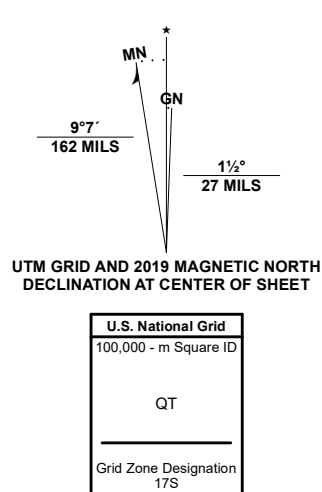 ★
MN
GN
9°7´
162 MILS
1½°
27 MILS
UTM GRID AND 2019 MAGNETIC NORTH
DECLINATION AT CENTER OF SHEET
U.S. National Grid
100,000 - m Square ID
QT
Grid Zone Designation
17S